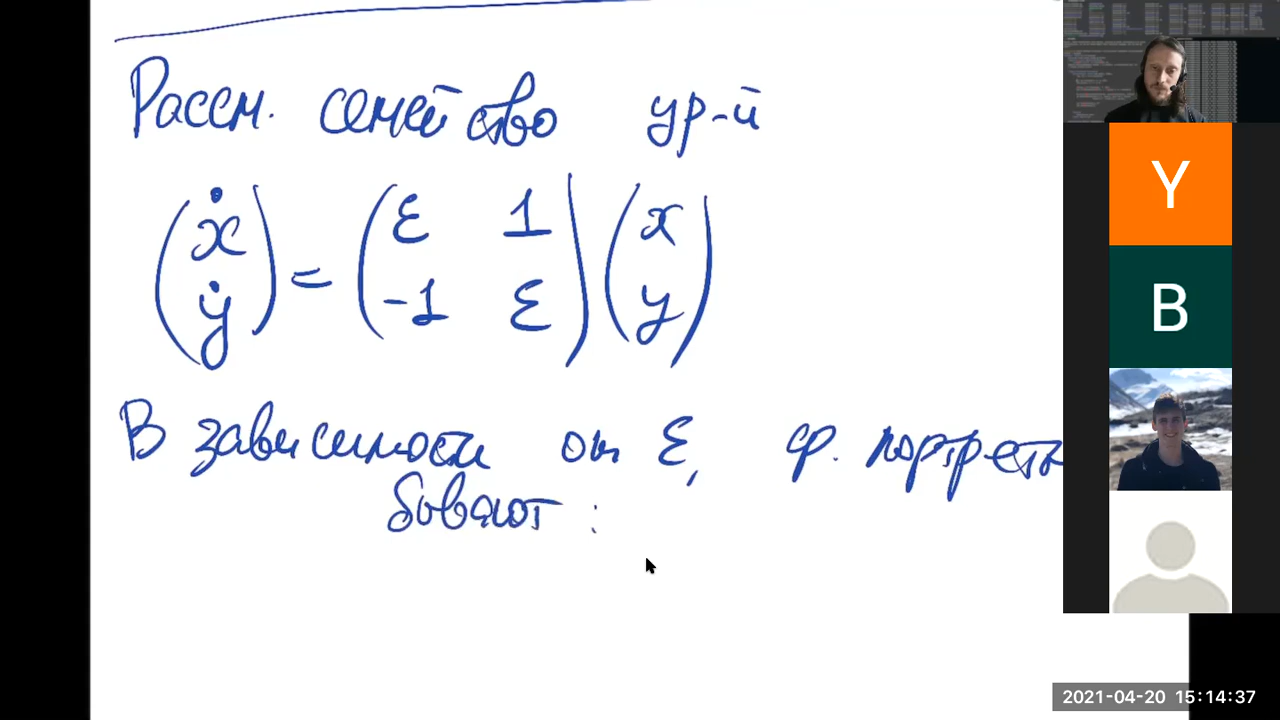 Рассм. семейство ур-й
(ẋ ẏ) = (ε 1 -1 ε) (x y)
В зависимости от ε, ф. портреты
бывают :
Y
B
2021-04-20 15:14:37